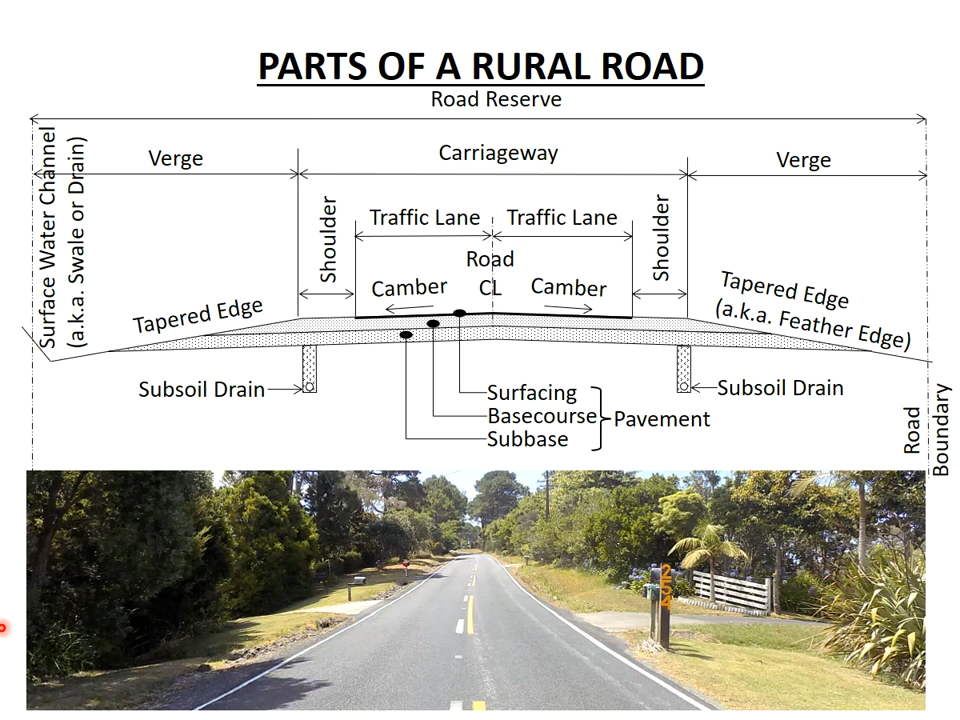 PARTS OF A RURAL ROAD
Road Reserve
Surface Water Channel
(a.k.a. Swale or Drain)
Verge
Carriageway
Verge
Shoulder
Traffic Lane
Traffic Lane
Shoulder
Road
CL
Camber
Camber
Tapered Edge
Tapered Edge
(a.k.a. Feather Edge)
Subsoil Drain
Subsoil Drain
Surfacing
Basecourse
Subbase
Pavement
Road
Boundary